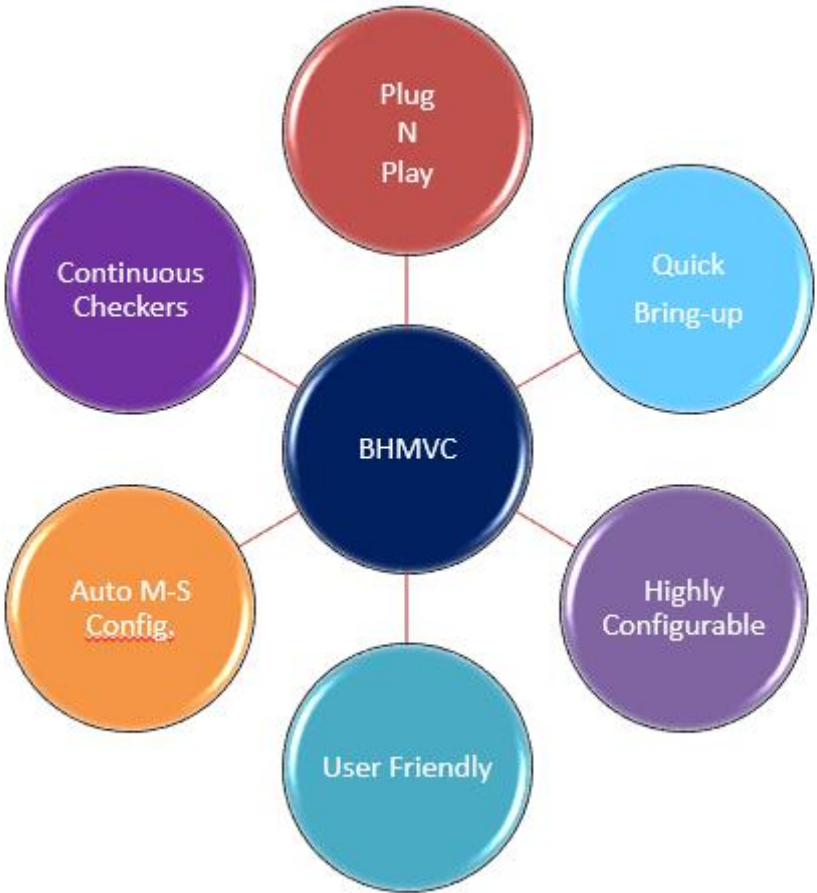 Plug
N
Play
Quick
Bring-up
Continuous
Checkers
BHMVC
Highly
Configurable
Auto M-S
Config.
User Friendly